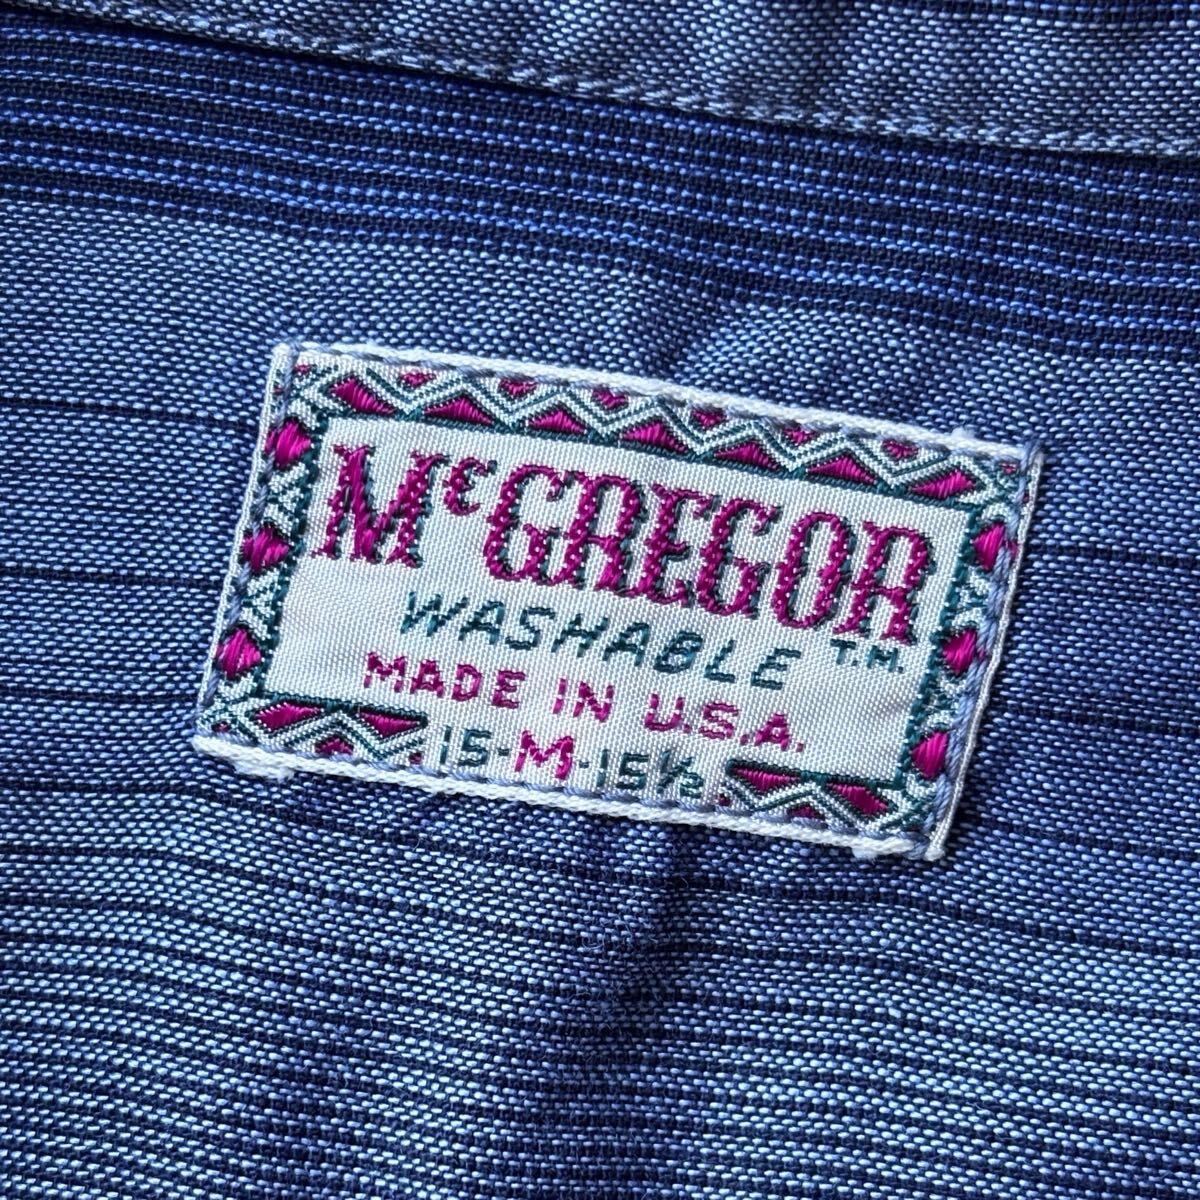 McGREGOR
WASHABLE T.M.
MADE IN U.S.A.
15-M-15½